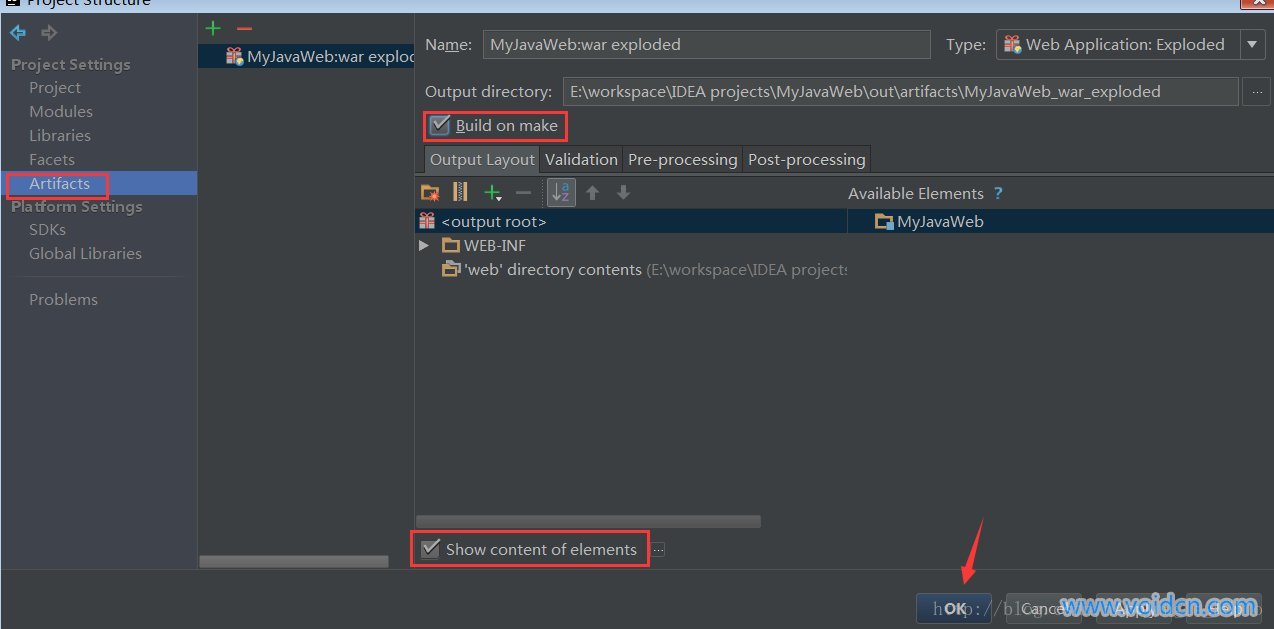 Project Structure
Project Settings
Project
Modules
Libraries
Facets
Artifacts
Platform Settings
SDKs
Global Libraries
Problems
MyJavaWeb:war explo
Name: MyJavaWeb:war exploded Type: Web Application: Exploded
Output directory: E:\workspace\IDEA projects\MyJavaWeb\out\artifacts\MyJavaWeb_war_exploded ...
Build on make
Output Layout Validation Pre-processing Post-processing
Available Elements ?
<output root> MyJavaWeb
WEB-INF
'web' directory contents (E:\workspace\IDEA projects
Show content of elements ...
OK Cancel Apply
http://blog. www.voidcn.com